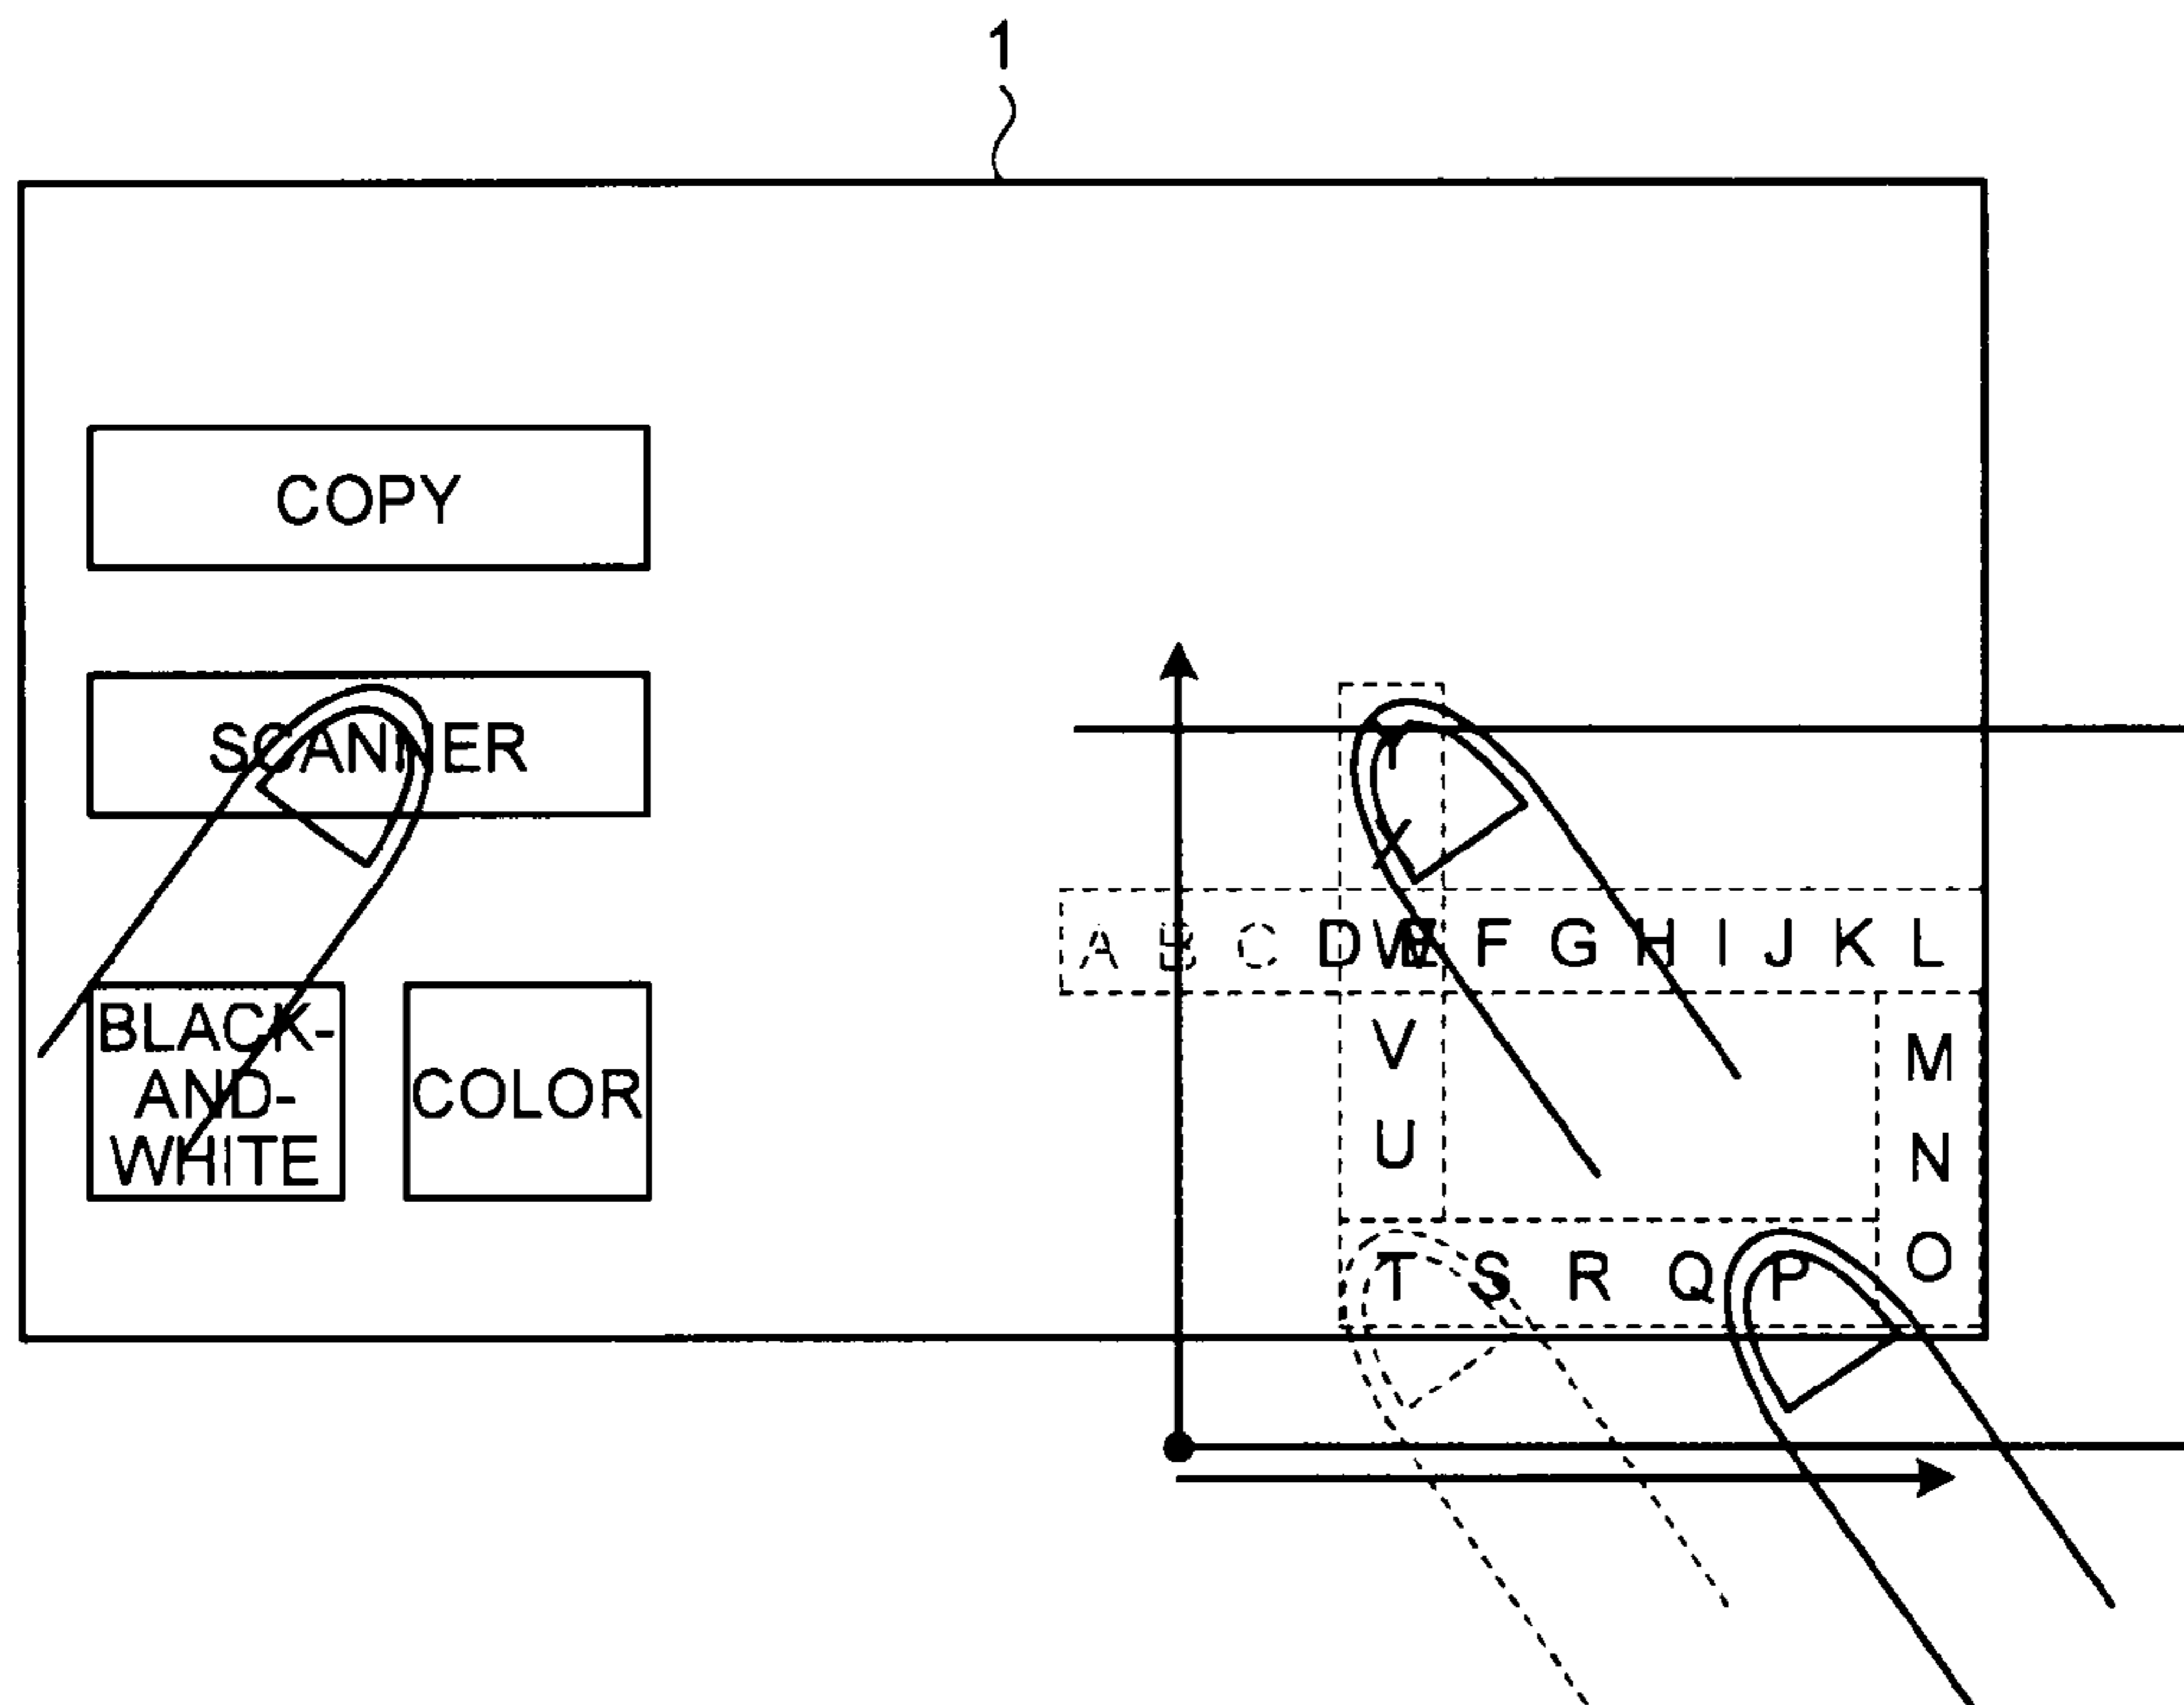 1
COPY
SCANNER
BLACK-
AND-
WHITE
COLOR
Y
X
A B C D W E F G H I J K L
V
U
M
N
O
T S R Q P